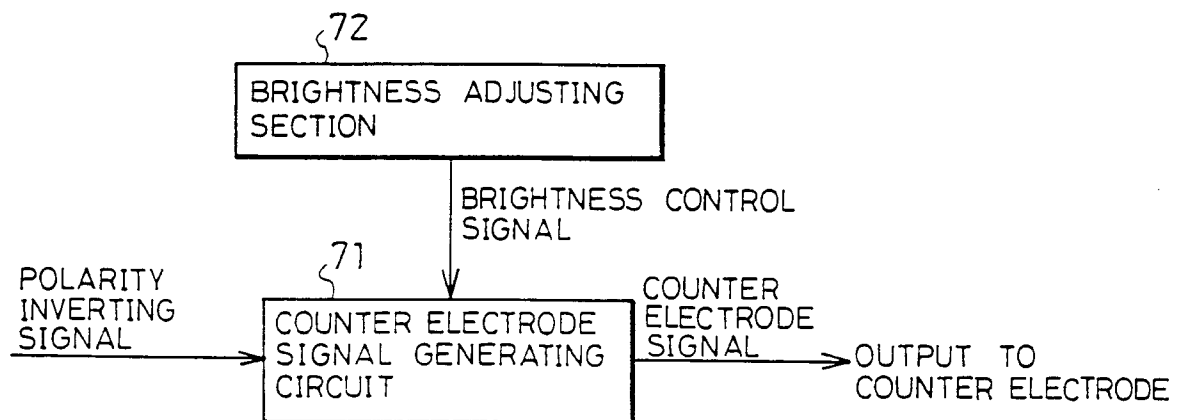 72
BRIGHTNESS ADJUSTING
SECTION
BRIGHTNESS CONTROL
SIGNAL
71
POLARITY
INVERTING
SIGNAL
COUNTER ELECTRODE
SIGNAL GENERATING
CIRCUIT
COUNTER
ELECTRODE
SIGNAL
OUTPUT TO
COUNTER ELECTRODE